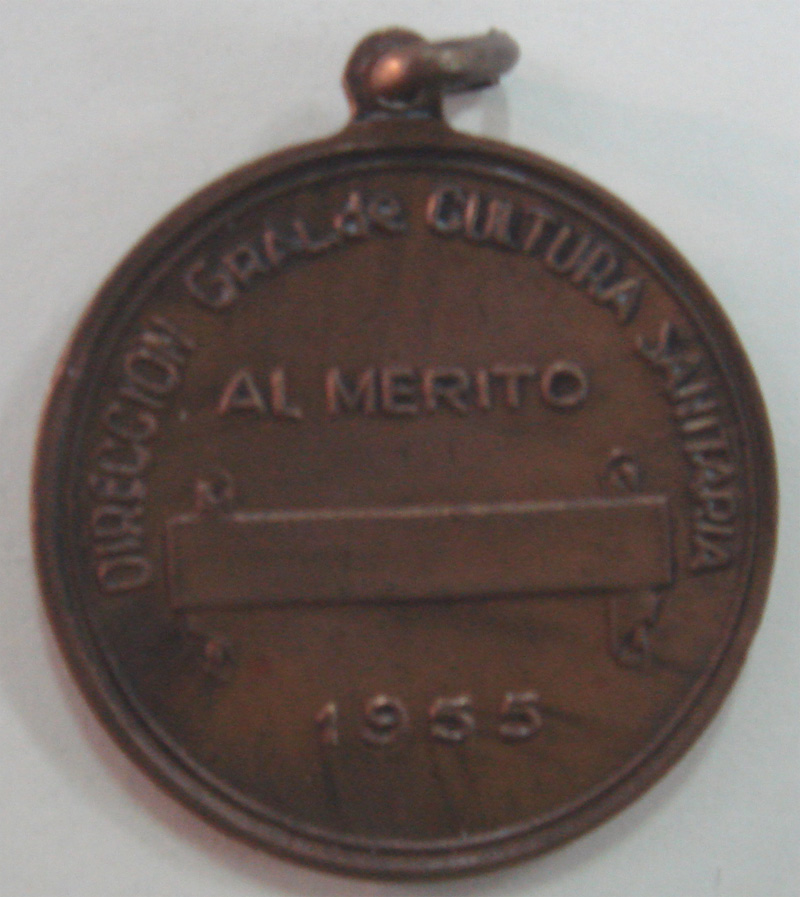 DIRECCION GRAL.de CULTURA SANITARIA
AL MERITO
1955